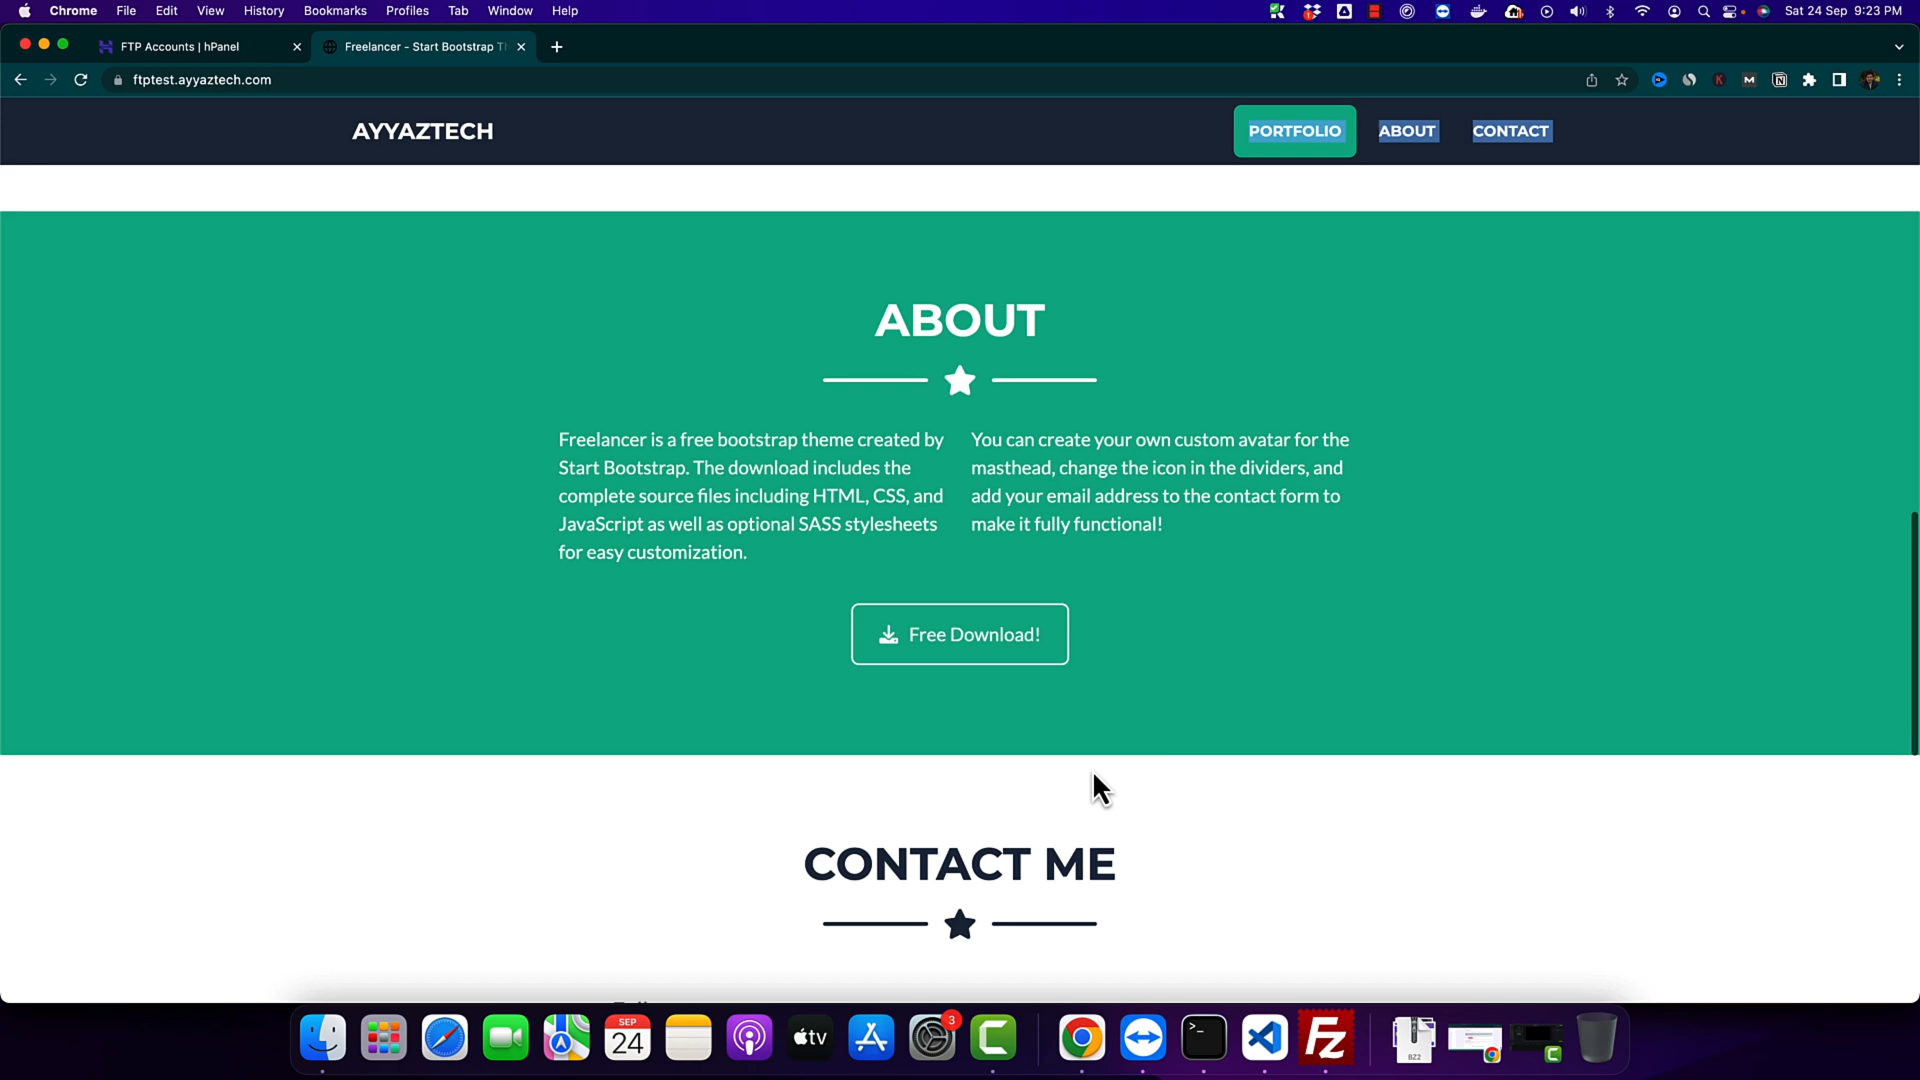 Chrome File Edit View History Bookmarks Profiles Tab Window Help Sat 24 Sep 9:23 PM
FTP Accounts | hPanel
Freelancer - Start Bootstrap T
ftptest.ayyaztech.com
AYYAZTECH
PORTFOLIO
ABOUT
CONTACT
ABOUT
Freelancer is a free bootstrap theme created by
Start Bootstrap. The download includes the
complete source files including HTML, CSS, and
JavaScript as well as optional SASS stylesheets
for easy customization.
You can create your own custom avatar for the
masthead, change the icon in the dividers, and
add your email address to the contact form to
make it fully functional!
Free Download!
CONTACT ME
SEP
24
tv
3
BZ2